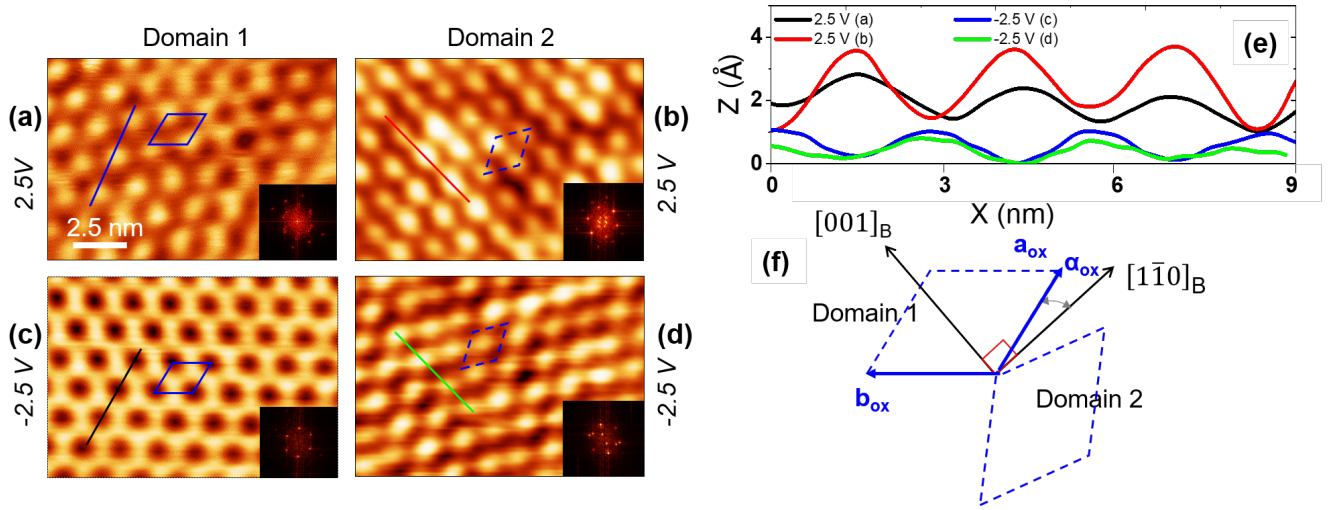 Domain 1
Domain 2
(a)
2.5V
2.5 nm
(b)
2.5 V
(c)
-2.5 V
(d)
-2.5 V
(e)
2.5 V (a)
-2.5 V (c)
2.5 V (b)
-2.5 V (d)
Z (Å)
4
2
0
0
3
6
9
X (nm)
(f)
[001]B
aox
αox
[11̅0]B
Domain 1
box
Domain 2